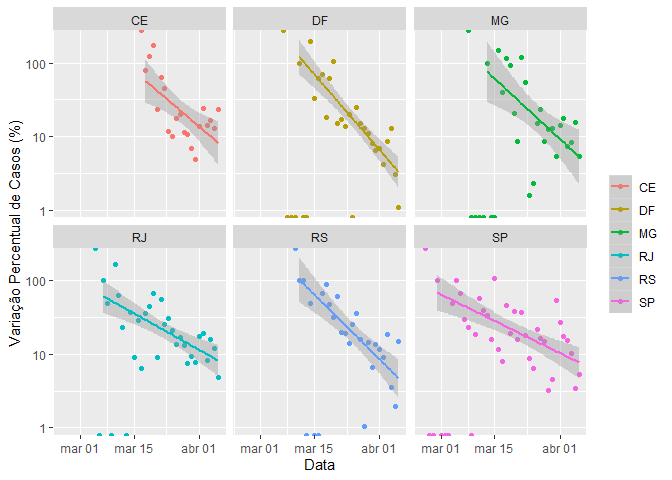 CE DF MG
100
10
1
RJ RS SP
100
10
1
mar 01 mar 15 abr 01 mar 01 mar 15 abr 01 mar 01 mar 15 abr 01
Data
Variação Percentual de Casos (%)
CE
DF
MG
RJ
RS
SP